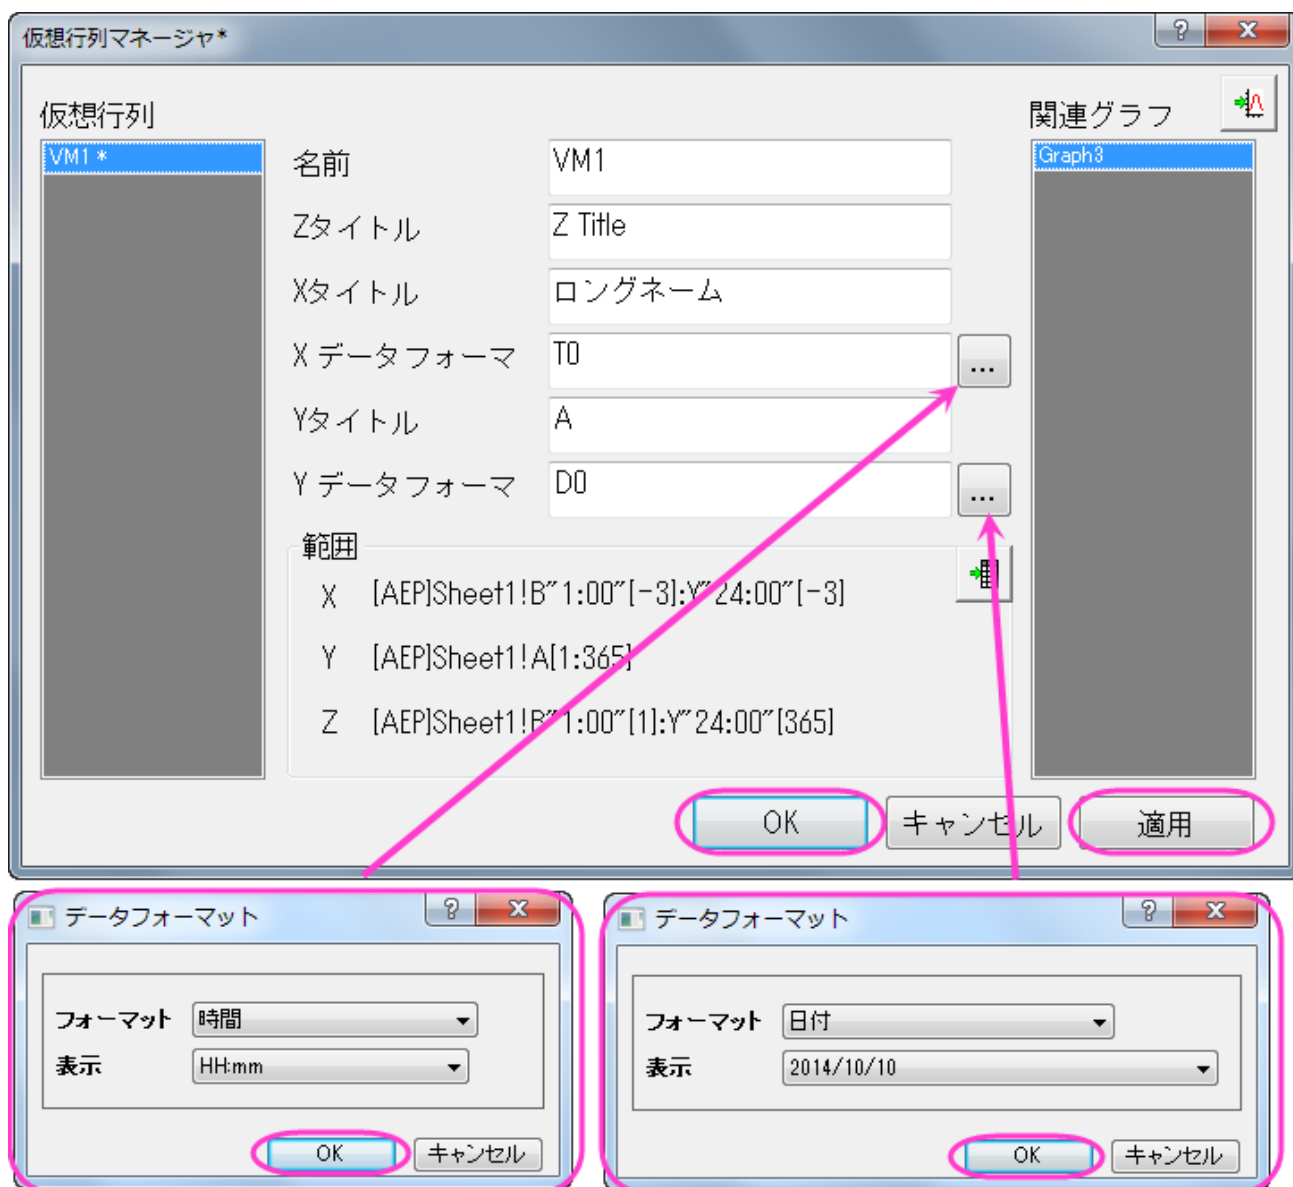 仮想行列マネージャ*
仮想行列
関連グラフ
VM1 *
Graph3
名前 VM1
Zタイトル Z Title
Xタイトル ロングネーム
X データフォーマ T0 ...
Yタイトル A
Y データフォーマ D0 ...
範囲
X [AEP]Sheet1!B"1:00"[-3]:Y"24:00"[-3]
Y [AEP]Sheet1!A[1:365]
Z [AEP]Sheet1!B"1:00"[1]:Y"24:00"[365]
OK キャンセル 適用
データフォーマット
フォーマット 時間
表示 HH:mm
OK キャンセル
データフォーマット
フォーマット 日付
表示 2014/10/10
OK キャンセル